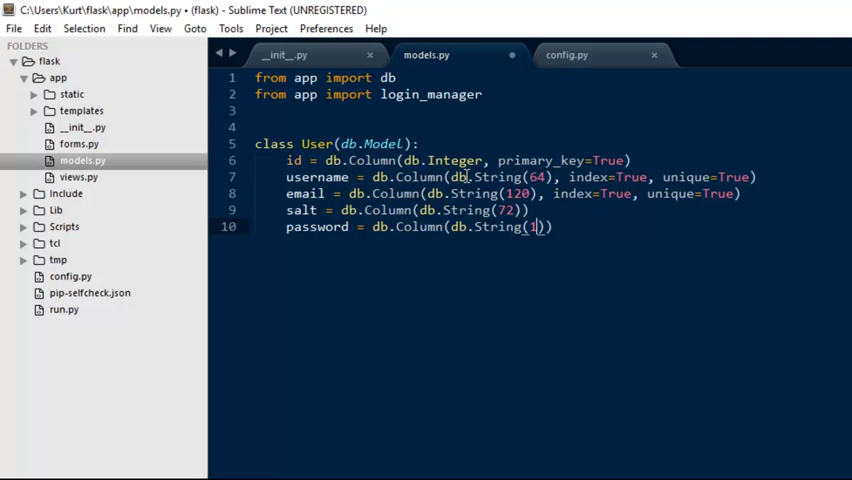 C:\Users\Kurt\flask\app\models.py • (flask) - Sublime Text (UNREGISTERED)
File Edit Selection Find View Goto Tools Project Preferences Help
FOLDERS
flask
app
static
templates
__init__.py
forms.py
models.py
views.py
Include
Lib
Scripts
tcl
tmp
config.py
pip-selfcheck.json
run.py
__init__.py × models.py config.py ×
1 from app import db
2 from app import login_manager
3
4
5 class User(db.Model):
6 id = db.Column(db.Integer, primary_key=True)
7 username = db.Column(db.String(64), index=True, unique=True)
8 email = db.Column(db.String(120), index=True, unique=True)
9 salt = db.Column(db.String(72))
10 password = db.Column(db.String(1))